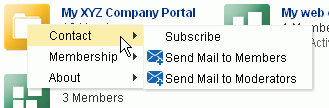 My XYZ Company Portal
My web
Contact
Subscribe
Membership
Send Mail to Members
About
Send Mail to Moderators
3 Members